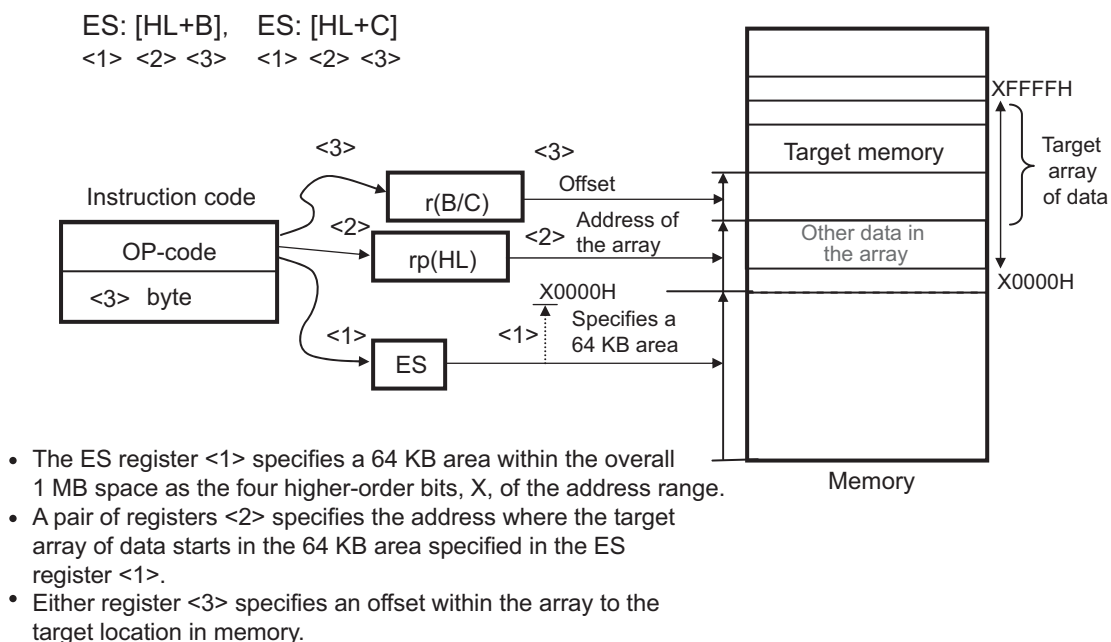 ES: [HL+B], ES: [HL+C]
<1> <2> <3> <1> <2> <3>
XFFFFH
Target
array
of data
Target memory
<3>
<3>
Instruction code
r(B/C)
Offset
OP-code
<2>
rp(HL)
<2>
Address of
the array
Other data in
the array
<3> byte
X0000H
X0000H
<1>
ES
<1>
Specifies a
64 KB area
Memory
• The ES register <1> specifies a 64 KB area within the overall
1 MB space as the four higher-order bits, X, of the address range.
• A pair of registers <2> specifies the address where the target
array of data starts in the 64 KB area specified in the ES
register <1>.
• Either register <3> specifies an offset within the array to the
target location in memory.